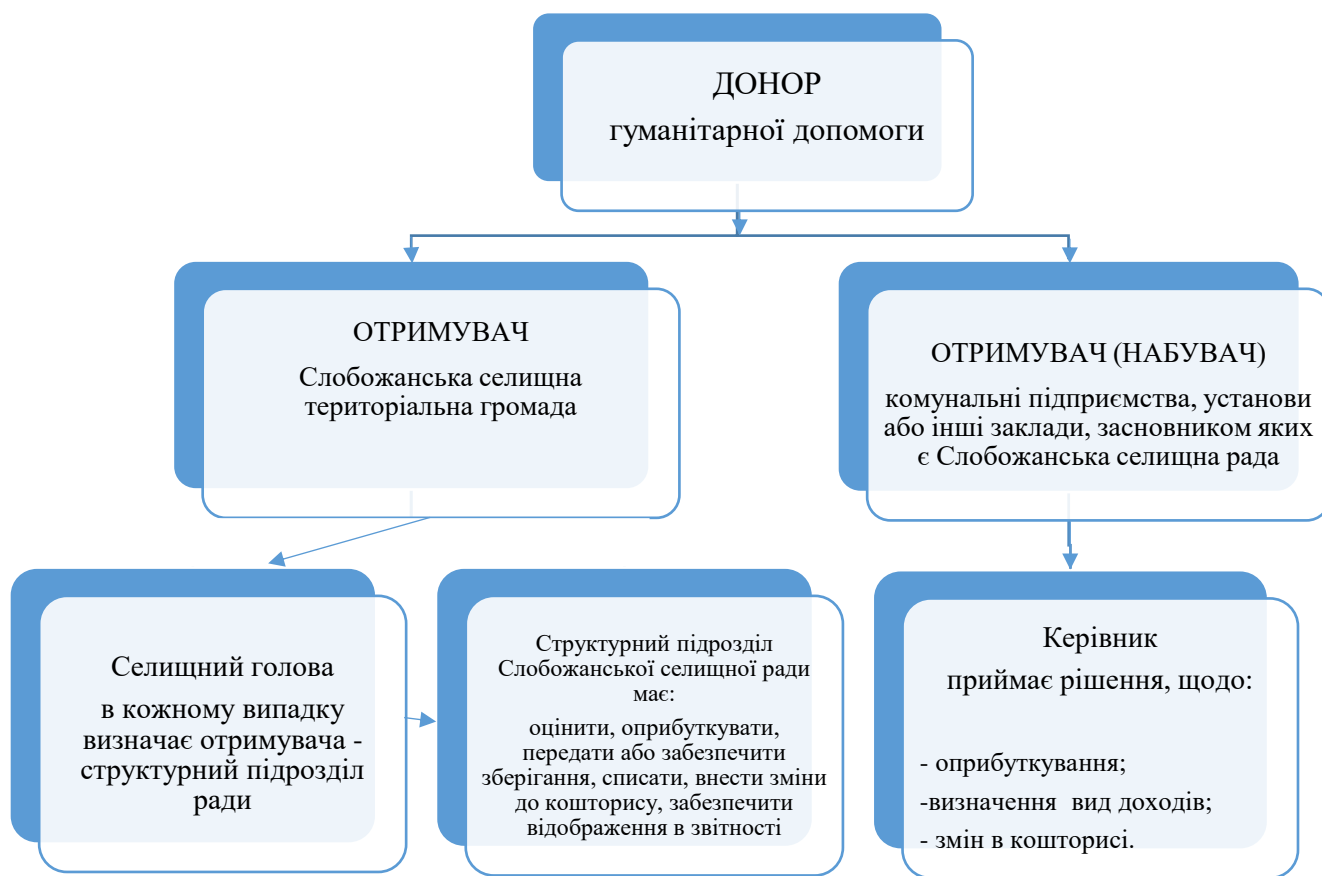 ДОНОР
гуманітарної допомоги
ОТРИМУВАЧ
Слобожанська селищна
територіальна громада
ОТРИМУВАЧ (НАБУВАЧ)
комунальні підприємства, установи
або інші заклади, засновником яких
є Слобожанська селищна рада
Селищний голова
в кожному випадку
визначає отримувача -
структурний підрозділ
ради
Структурний підрозділ
Слобожанської селищної ради
має:
оцінити, оприбуткувати,
передати або забезпечити
зберігання, списати, внести зміни
до кошторису, забезпечити
відображення в звітності
Керівник
приймає рішення, щодо:
- оприбуткування;
-визначення вид доходів;
- змін в кошторисі.